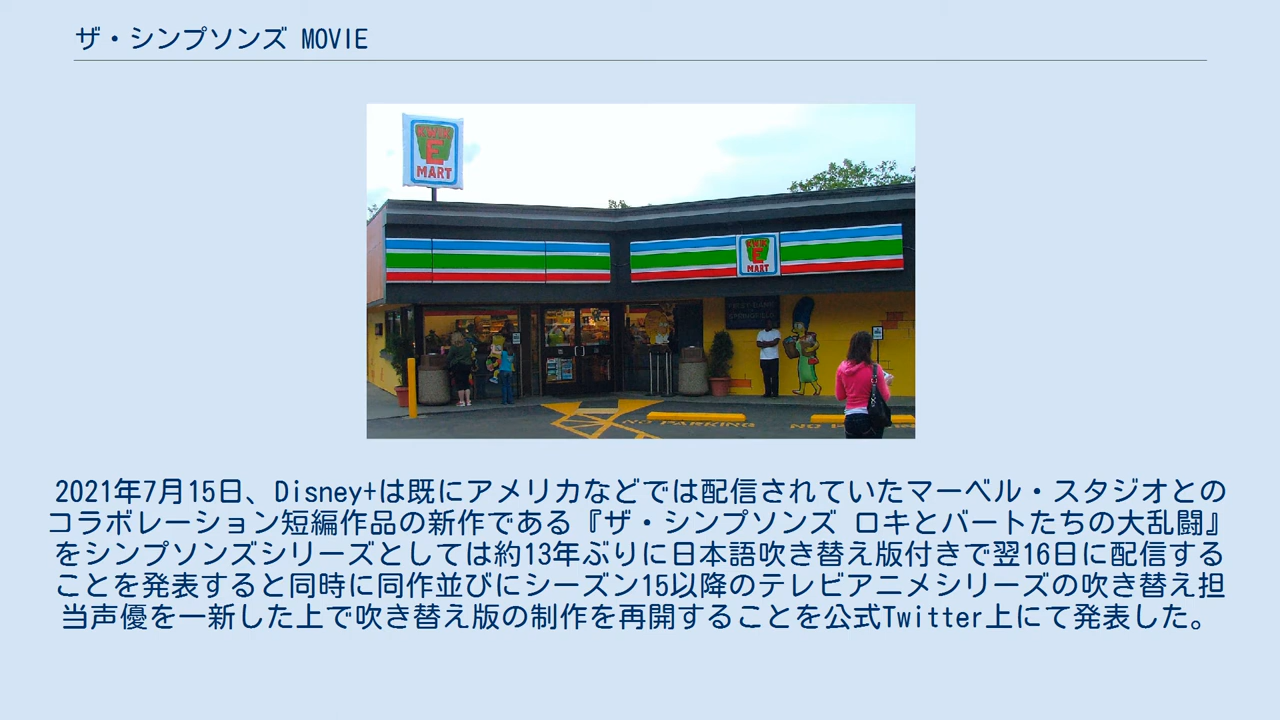 ザ・シンプソンズ MOVIE
KWIK
E
MART
KWIK
E
MART
NO PARKING
2021年7月15日、Disney+は既にアメリカなどでは配信されていたマーベル・スタジオとの
コラボレーション短編作品の新作である『ザ・シンプソンズ ロキとバートたちの大乱闘』
をシンプソンズシリーズとしては約13年ぶりに日本語吹き替え版付きで翌16日に配信する
ことを発表すると同時に同作並びにシーズン15以降のテレビアニメシリーズの吹き替え担
当声優を一新した上で吹き替え版の制作を再開することを公式Twitter上にて発表した。